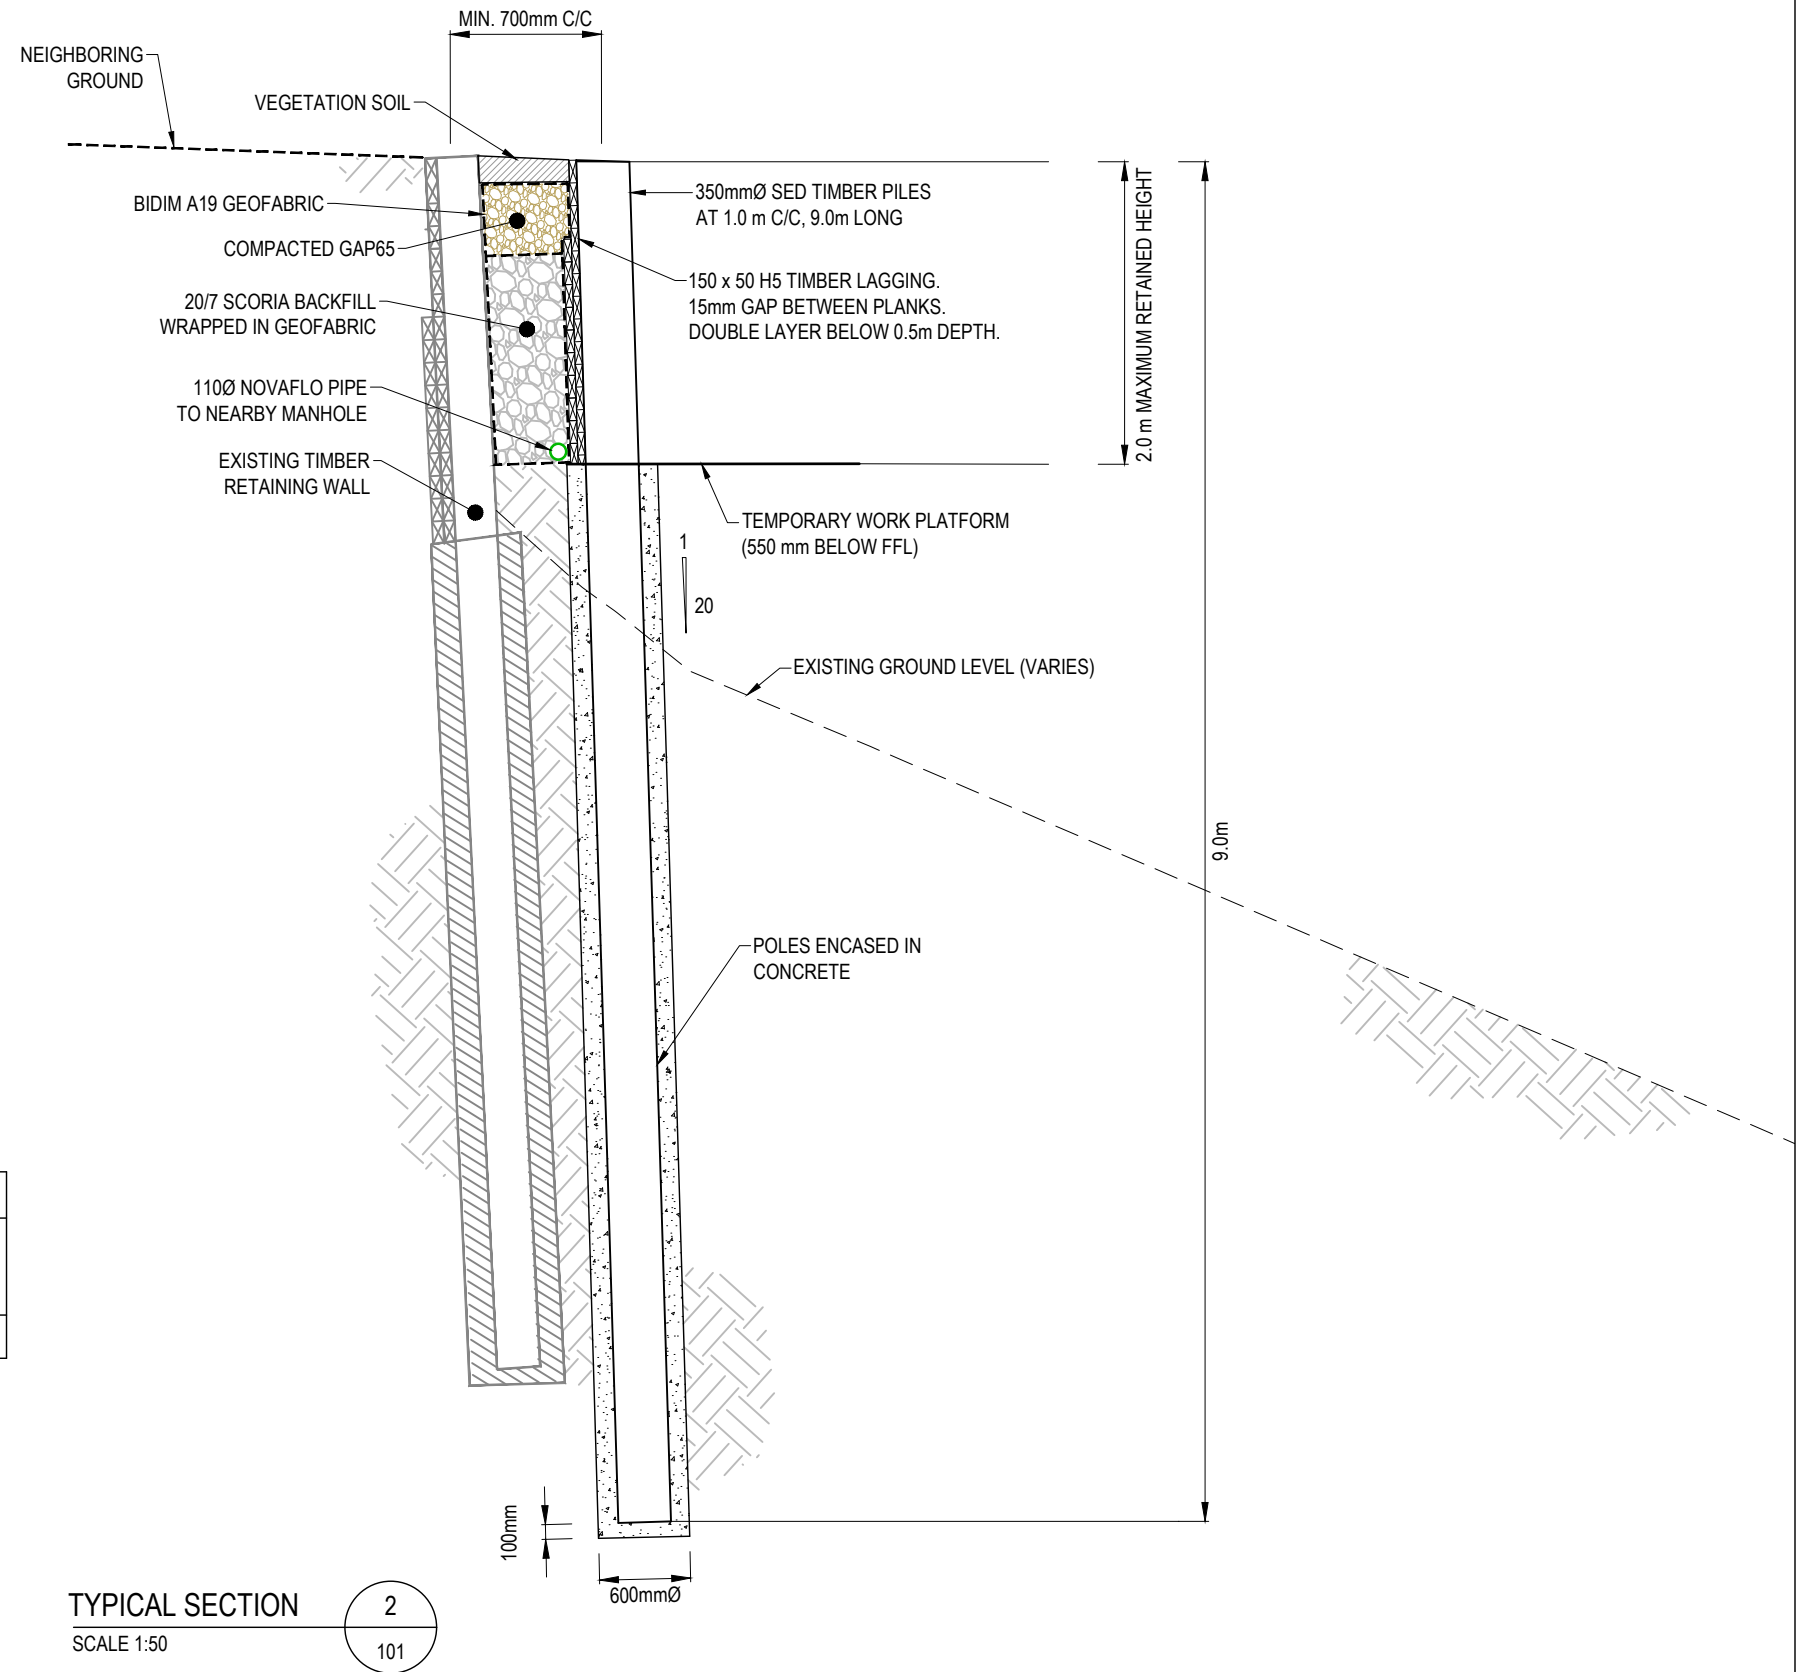 MIN. 700mm C/C
NEIGHBORING
GROUND
VEGETATION SOIL
BIDIM A19 GEOFABRIC
COMPACTED GAP65
20/7 SCORIA BACKFILL
WRAPPED IN GEOFABRIC
110Ø NOVAFLO PIPE
TO NEARBY MANHOLE
EXISTING TIMBER
RETAINING WALL
350mmØ SED TIMBER PILES
AT 1.0 m C/C, 9.0m LONG
150 x 50 H5 TIMBER LAGGING.
15mm GAP BETWEEN PLANKS.
DOUBLE LAYER BELOW 0.5m DEPTH.
2.0 m MAXIMUM RETAINED HEIGHT
TEMPORARY WORK PLATFORM
(550 mm BELOW FFL)
1
20
EXISTING GROUND LEVEL (VARIES)
9.0m
POLES ENCASED IN
CONCRETE
100mm
600mmØ
TYPICAL SECTION
SCALE 1:50
2
101